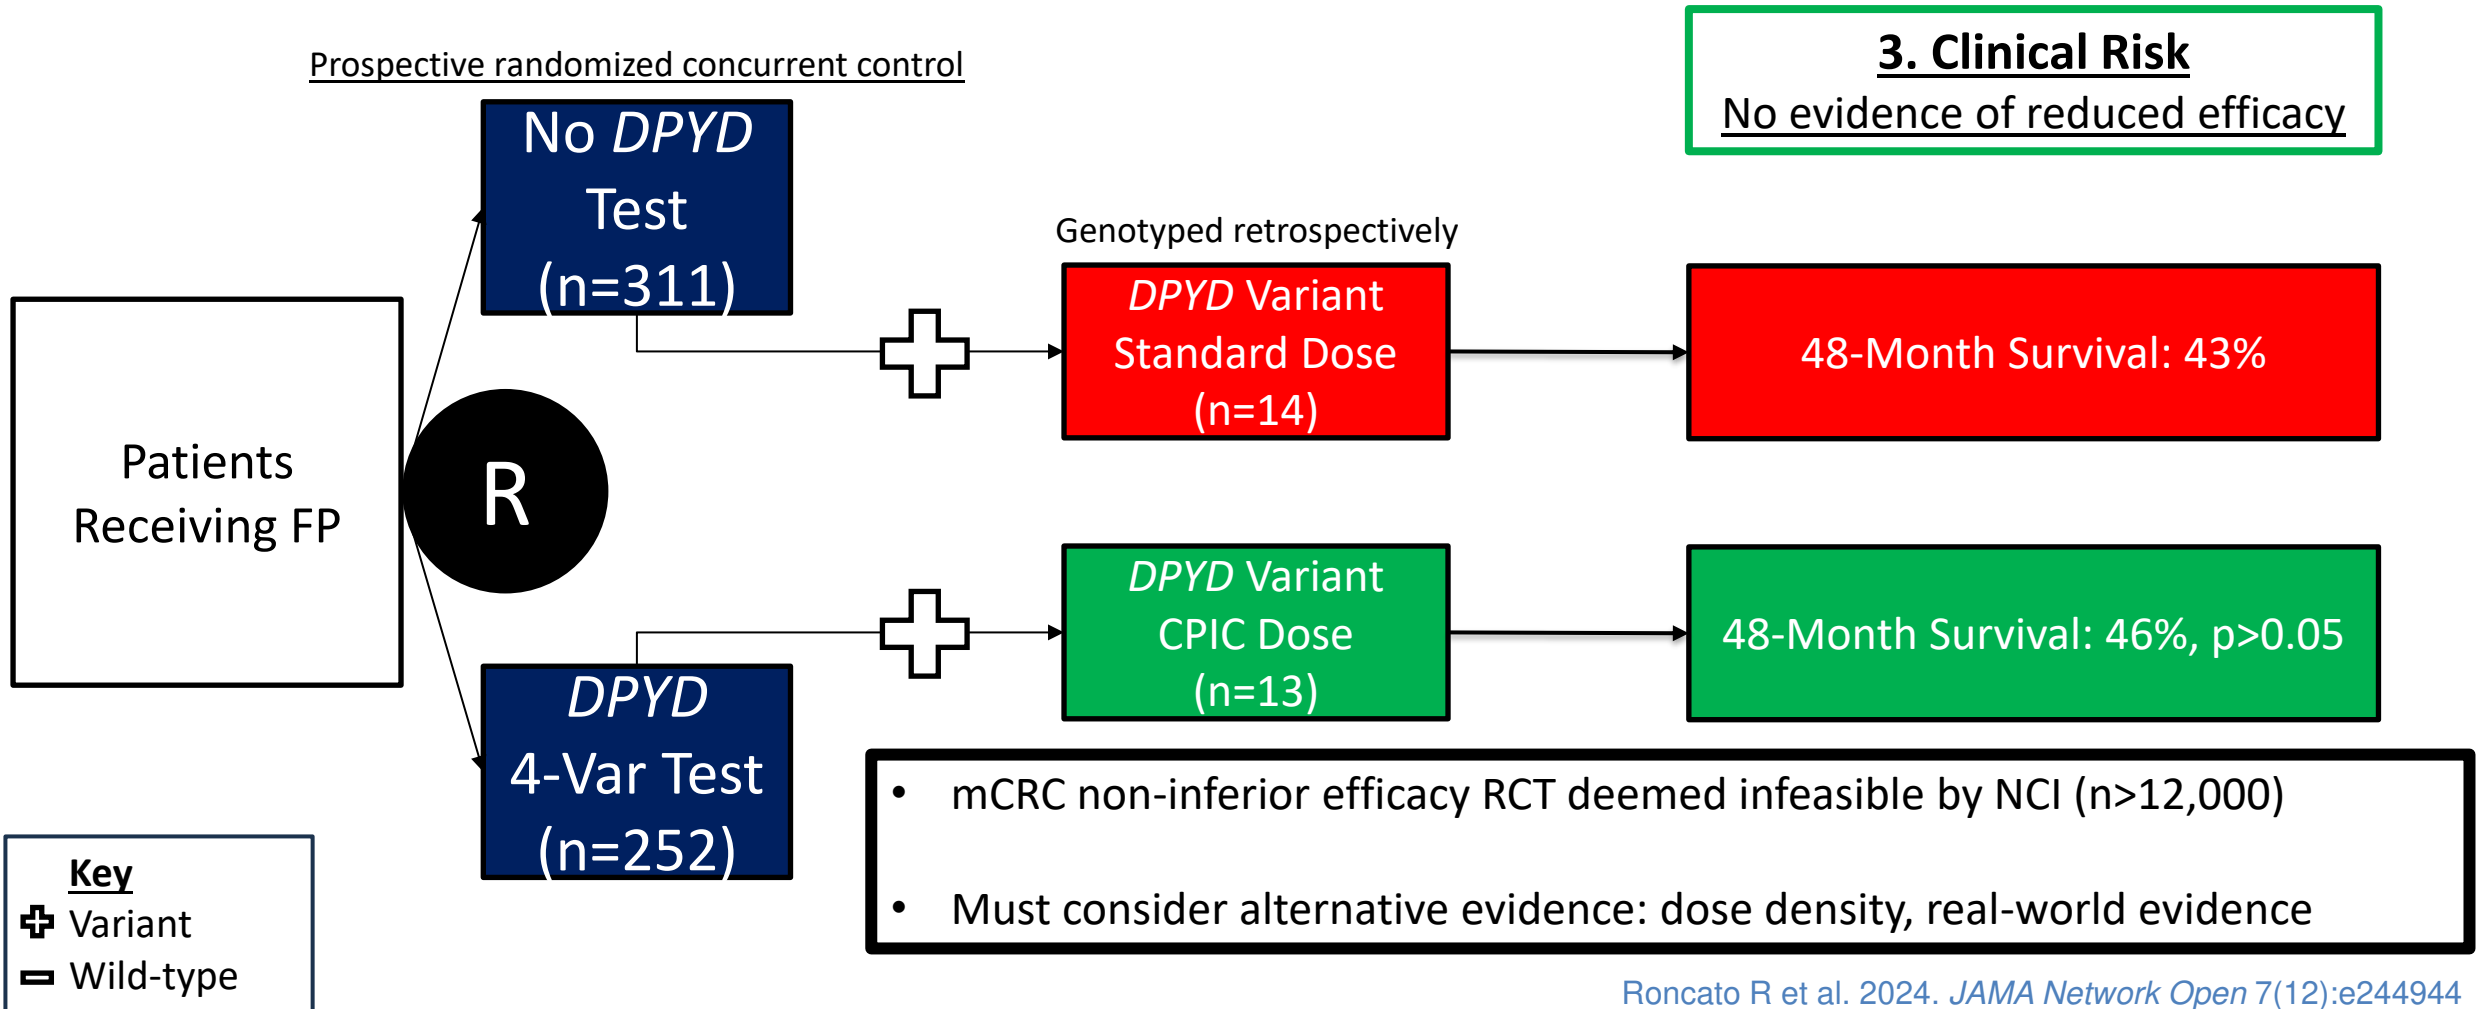 Prospective randomized concurrent control
3. Clinical Risk
No evidence of reduced efficacy
No DPYD
Test
(n=311)
Genotyped retrospectively
DPYD Variant
Standard Dose
(n=14)
48-Month Survival: 43%
Patients
Receiving FP
R
DPYD Variant
CPIC Dose
(n=13)
48-Month Survival: 46%, p>0.05
DPYD
4-Var Test
(n=252)
• mCRC non-inferior efficacy RCT deemed infeasible by NCI (n>12,000)
• Must consider alternative evidence: dose density, real-world evidence
Key
Variant
Wild-type
Roncato R et al. 2024. JAMA Network Open 7(12):e244944